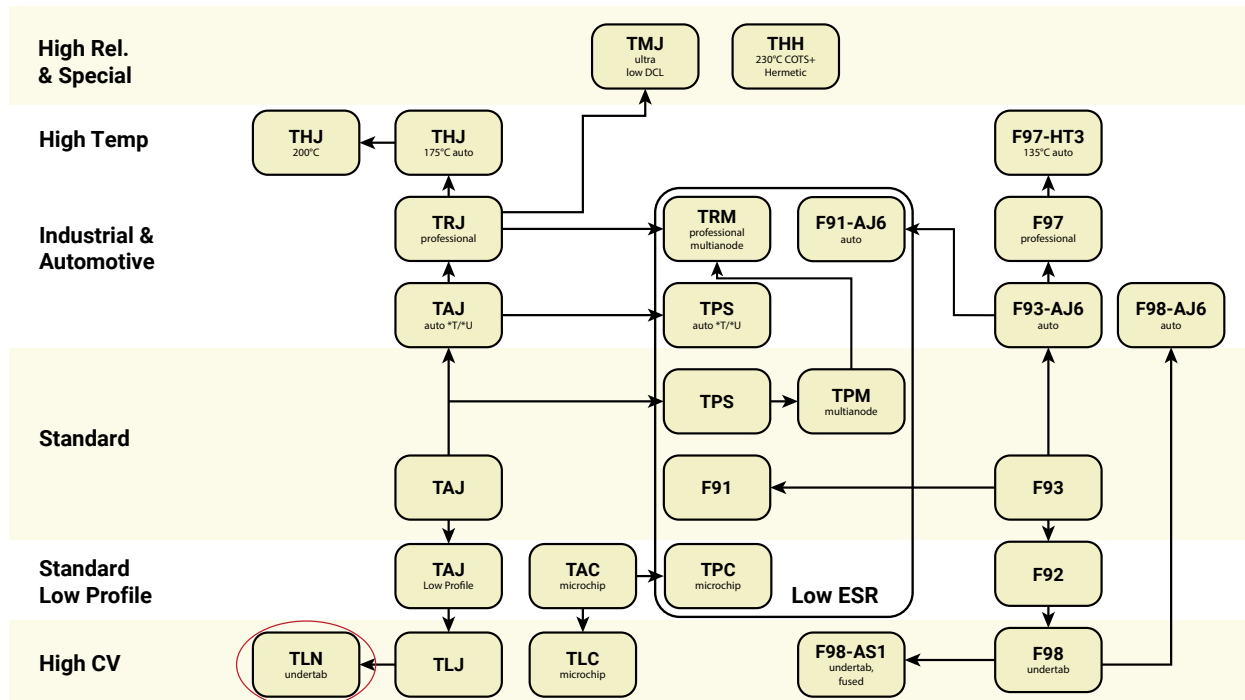 High Rel.
& Special
TMJ
ultra
low DCL
THH
230°C COTS+
Hermetic
High Temp
THJ
200°C
THJ
175°C auto
F97-HT3
135°C auto
Industrial &
Automotive
TRJ
professional
TRM
professional
multianode
F91-AJ6
auto
F97
professional
TAJ
auto *T/*U
TPS
auto *T/*U
F93-AJ6
auto
F98-AJ6
auto
Standard
TPS
TPM
multianode
TAJ
F91
F93
Standard
Low Profile
TAJ
Low Profile
TAC
microchip
TPC
microchip
Low ESR
F92
High CV
TLN
undertab
TLJ
TLC
microchip
F98-AS1
undertab,
fused
F98
undertab